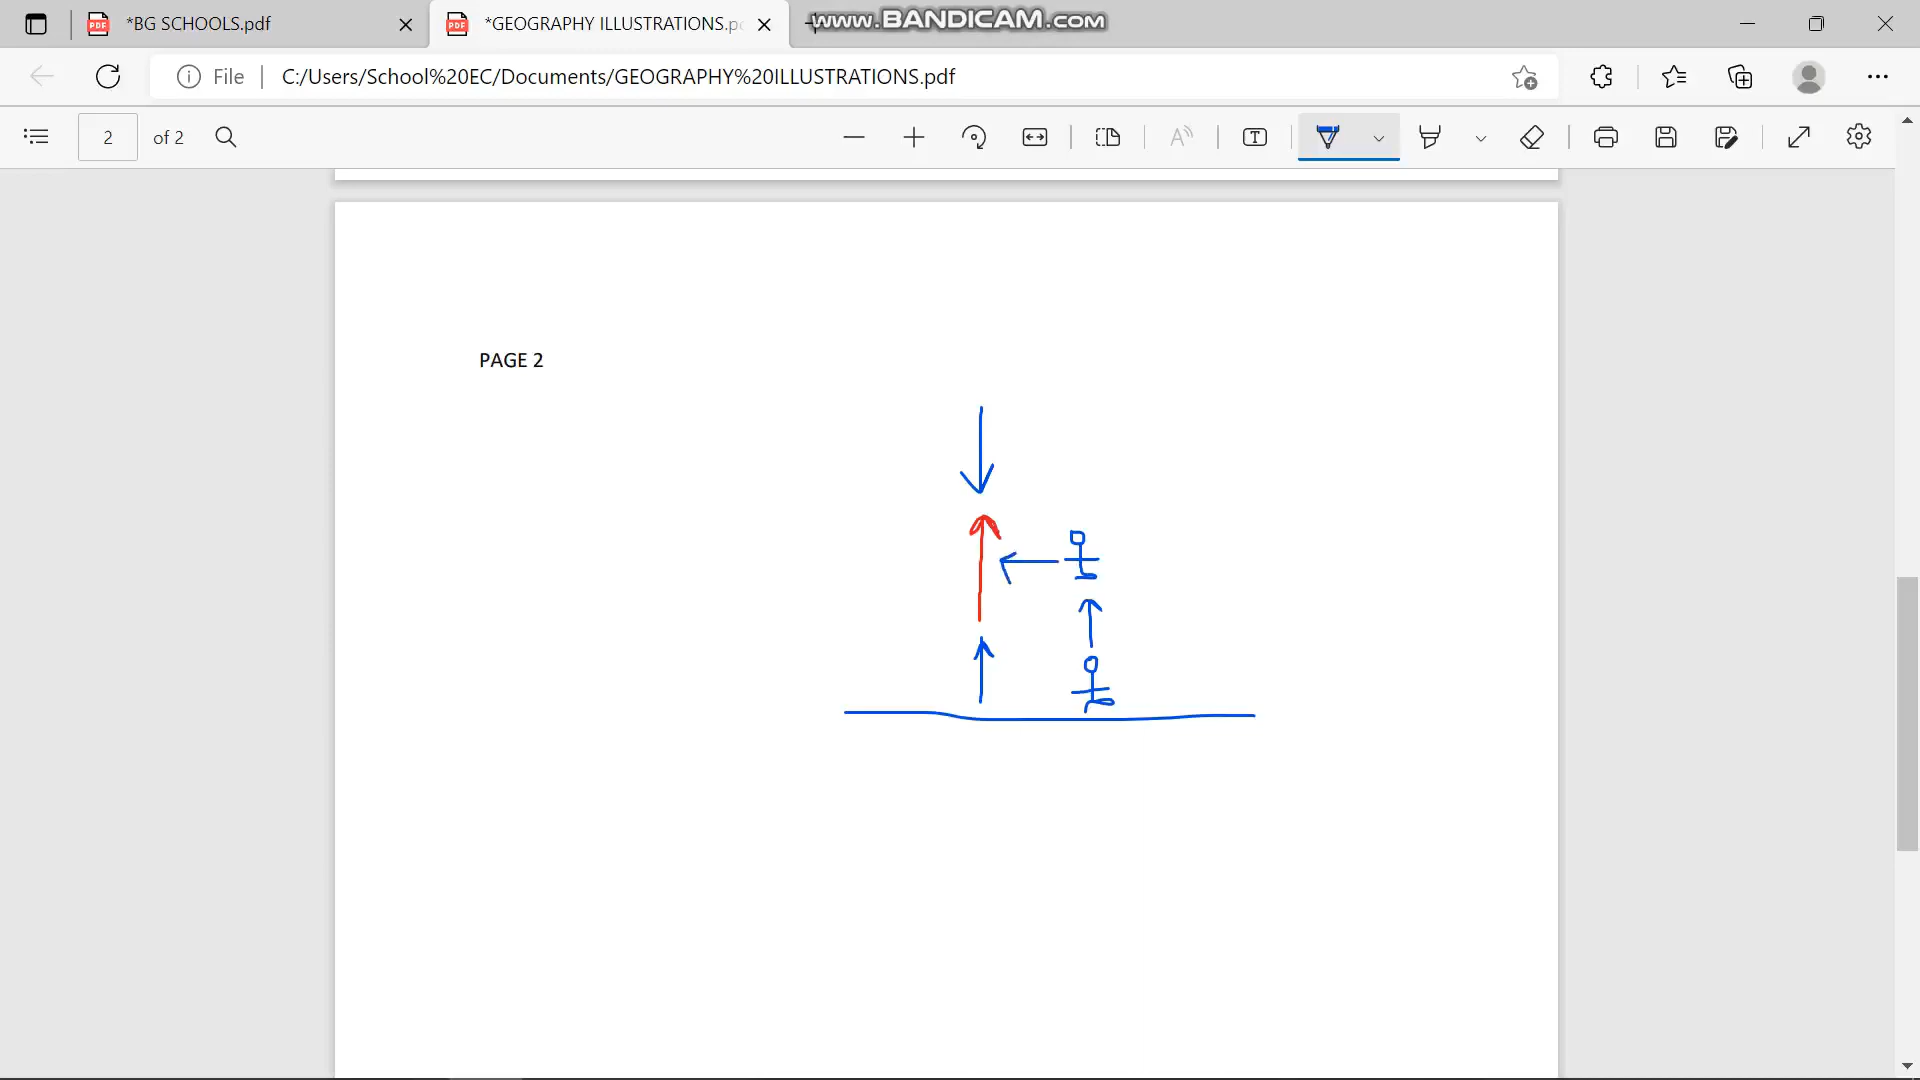 *BG SCHOOLS.pdf
*GEOGRAPHY ILLUSTRATIONS.pd
www.BANDICAM.com
File
C:/Users/School%20EC/Documents/GEOGRAPHY%20ILLUSTRATIONS.pdf
2 of 2
PAGE 2